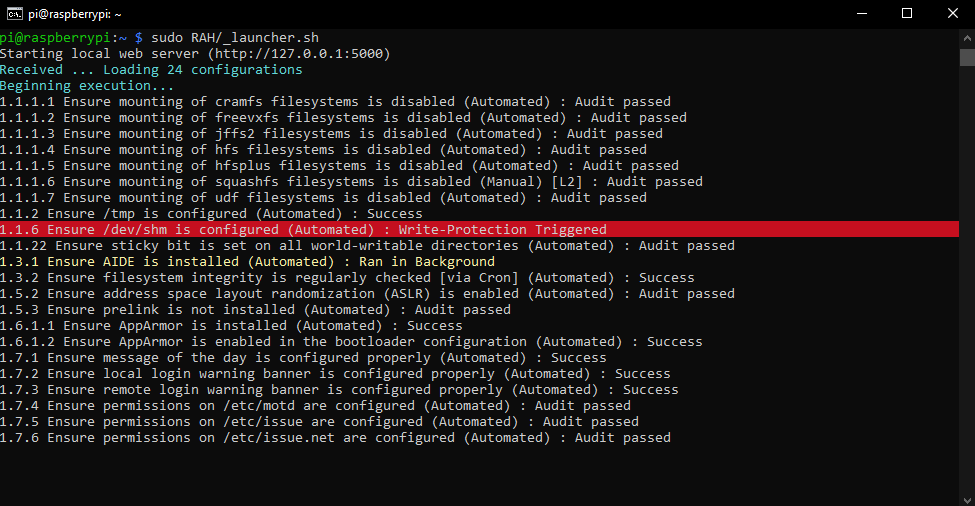 pi@raspberrypi: ~
pi@raspberrypi:~ $ sudo RAH/_launcher.sh
Starting local web server (http://127.0.0.1:5000)
Received ... Loading 24 configurations
Beginning execution...
1.1.1.1 Ensure mounting of cramfs filesystems is disabled (Automated) : Audit passed
1.1.1.2 Ensure mounting of freevxfs filesystems is disabled (Automated) : Audit passed
1.1.1.3 Ensure mounting of jffs2 filesystems is disabled (Automated) : Audit passed
1.1.1.4 Ensure mounting of hfs filesystems is disabled (Automated) : Audit passed
1.1.1.5 Ensure mounting of hfsplus filesystems is disabled (Automated) : Audit passed
1.1.1.6 Ensure mounting of squashfs filesystems is disabled (Manual) [L2] : Audit passed
1.1.1.7 Ensure mounting of udf filesystems is disabled (Automated) : Audit passed
1.1.2 Ensure /tmp is configured (Automated) : Success
1.1.6 Ensure /dev/shm is configured (Automated) : Write-Protection Triggered
1.1.22 Ensure sticky bit is set on all world-writable directories (Automated) : Audit passed
1.3.1 Ensure AIDE is installed (Automated) : Ran in Background
1.3.2 Ensure filesystem integrity is regularly checked [via Cron] (Automated) : Success
1.5.2 Ensure address space layout randomization (ASLR) is enabled (Automated) : Audit passed
1.5.3 Ensure prelink is not installed (Automated) : Audit passed
1.6.1.1 Ensure AppArmor is installed (Automated) : Success
1.6.1.2 Ensure AppArmor is enabled in the bootloader configuration (Automated) : Success
1.7.1 Ensure message of the day is configured properly (Automated) : Success
1.7.2 Ensure local login warning banner is configured properly (Automated) : Success
1.7.3 Ensure remote login warning banner is configured properly (Automated) : Success
1.7.4 Ensure permissions on /etc/motd are configured (Automated) : Audit passed
1.7.5 Ensure permissions on /etc/issue are configured (Automated) : Audit passed
1.7.6 Ensure permissions on /etc/issue.net are configured (Automated) : Audit passed